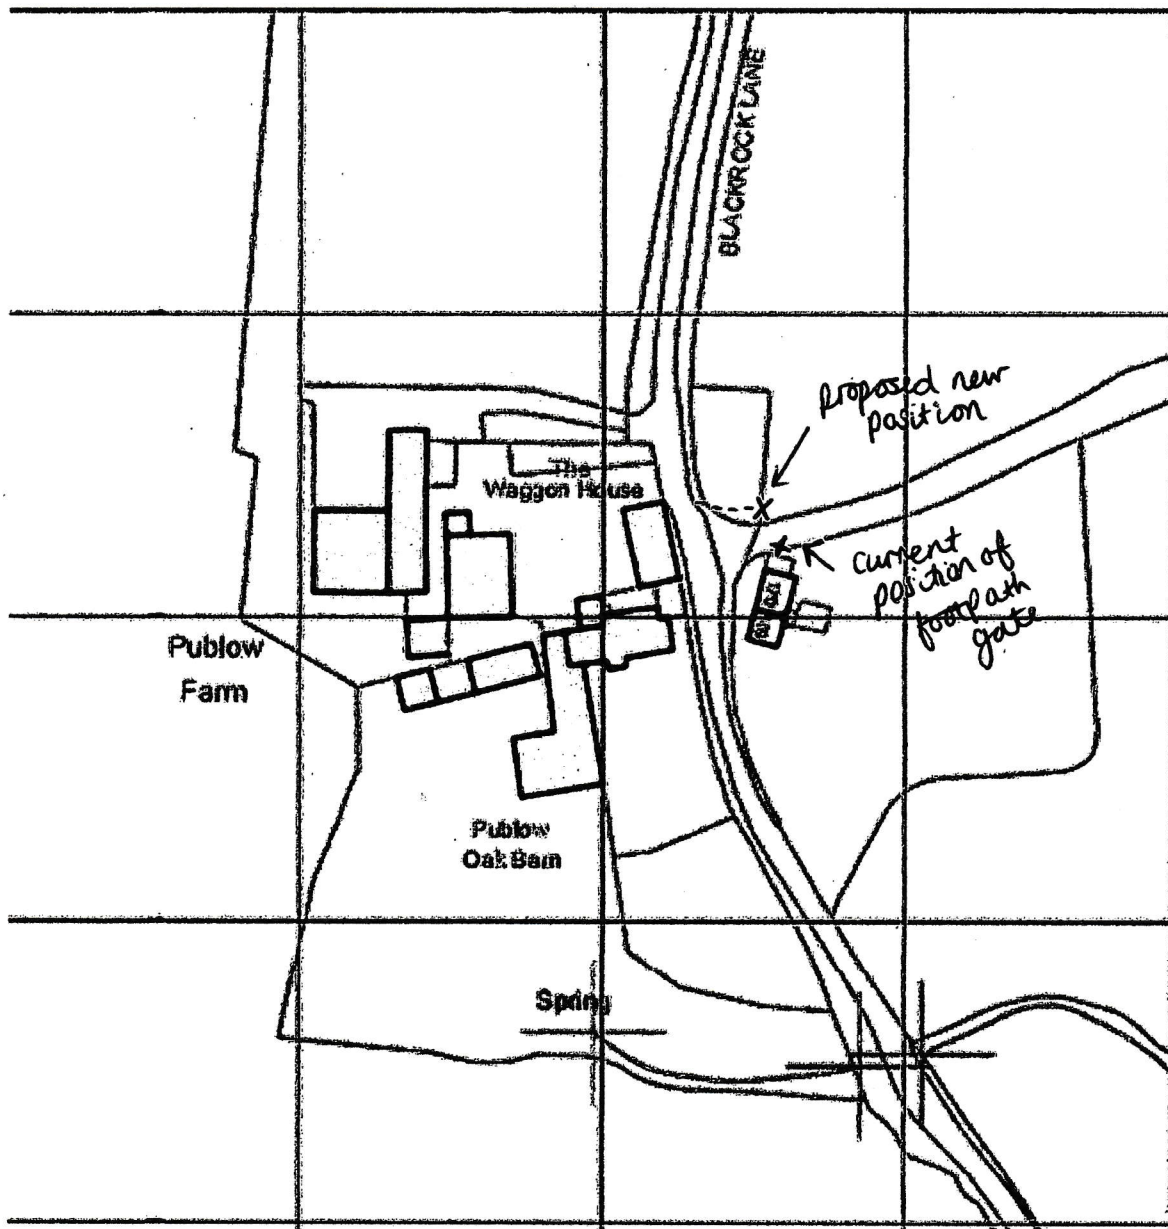 BLACKROCK LANE
proposed new
position
The
Waggon House
current
position of
footpath
gate
Publow
Farm
Publow
Oak Barn
Spring